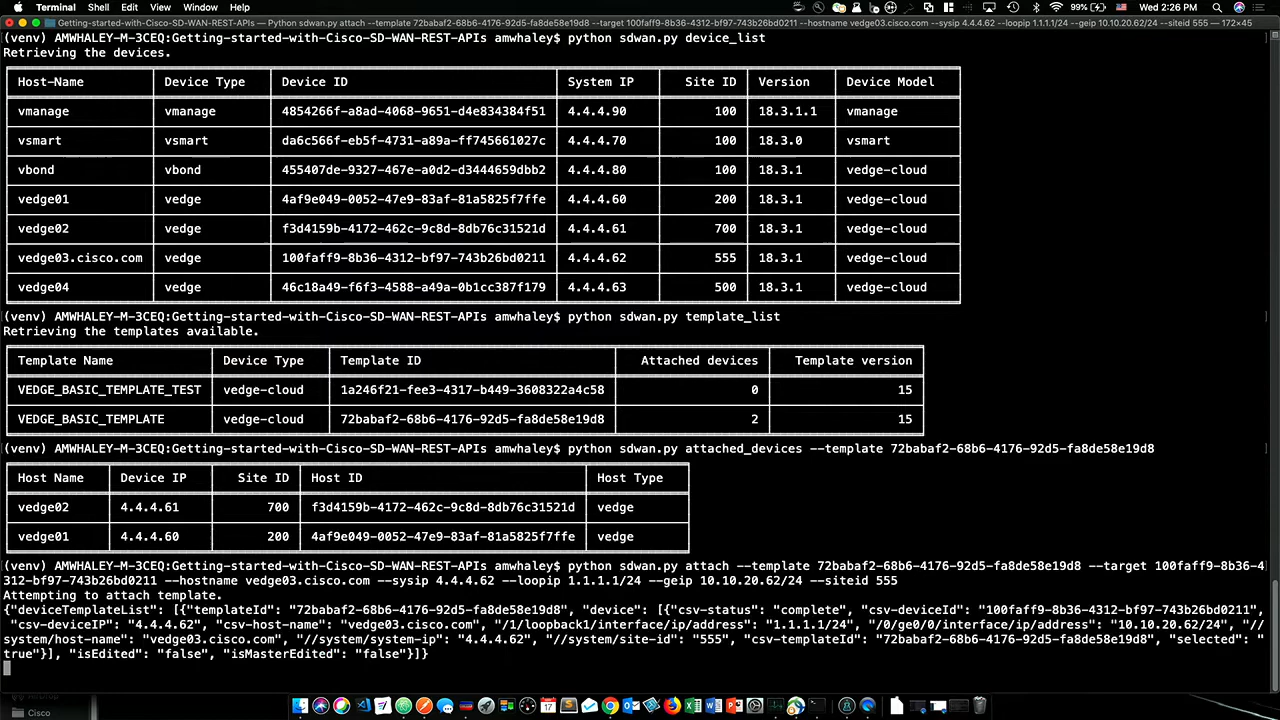 Terminal Shell Edit View Window Help 99% Wed 2:26 PM
Getting-started-with-Cisco-SD-WAN-REST-APIs — Python sdwan.py attach --template 72babaf2-68b6-4176-92d5-fa8de58e19d8 --target 100faff9-8b36-4312-bf97-743b26bd0211 --hostname vedge03.cisco.com --sysip 4.4.4.62 --loopip 1.1.1.1/24 --geip 10.10.20.62/24 --siteid 555 — 172×45
(venv) AMWHALEY-M-3CEQ:Getting-started-with-Cisco-SD-WAN-REST-APIs amwhaley$ python sdwan.py device_list
Retrieving the devices.
Host-Name Device Type Device ID System IP Site ID Version Device Model
vmanage vmanage 4854266f-a8ad-4068-9651-d4e834384f51 4.4.4.90 100 18.3.1.1 vmanage
vsmart vsmart da6c566f-eb5f-4731-a89a-ff745661027c 4.4.4.70 100 18.3.0 vsmart
vbond vbond 455407de-9327-467e-a0d2-d3444659dbb2 4.4.4.80 100 18.3.1 vedge-cloud
vedge01 vedge 4af9e049-0052-47e9-83af-81a5825f7ffe 4.4.4.60 200 18.3.1 vedge-cloud
vedge02 vedge f3d4159b-4172-462c-9c8d-8db76c31521d 4.4.4.61 700 18.3.1 vedge-cloud
vedge03.cisco.com vedge 100faff9-8b36-4312-bf97-743b26bd0211 4.4.4.62 555 18.3.1 vedge-cloud
vedge04 vedge 46c18a49-f6f3-4588-a49a-0b1cc387f179 4.4.4.63 500 18.3.1 vedge-cloud
(venv) AMWHALEY-M-3CEQ:Getting-started-with-Cisco-SD-WAN-REST-APIs amwhaley$ python sdwan.py template_list
Retrieving the templates available.
Template Name Device Type Template ID Attached devices Template version
VEDGE_BASIC_TEMPLATE_TEST vedge-cloud 1a246f21-fee3-4317-b449-3608322a4c58 0 15
VEDGE_BASIC_TEMPLATE vedge-cloud 72babaf2-68b6-4176-92d5-fa8de58e19d8 2 15
(venv) AMWHALEY-M-3CEQ:Getting-started-with-Cisco-SD-WAN-REST-APIs amwhaley$ python sdwan.py attached_devices --template 72babaf2-68b6-4176-92d5-fa8de58e19d8
Host Name Device IP Site ID Host ID Host Type
vedge02 4.4.4.61 700 f3d4159b-4172-462c-9c8d-8db76c31521d vedge
vedge01 4.4.4.60 200 4af9e049-0052-47e9-83af-81a5825f7ffe vedge
(venv) AMWHALEY-M-3CEQ:Getting-started-with-Cisco-SD-WAN-REST-APIs amwhaley$ python sdwan.py attach --template 72babaf2-68b6-4176-92d5-fa8de58e19d8 --target 100faff9-8b36-4
312-bf97-743b26bd0211 --hostname vedge03.cisco.com --sysip 4.4.4.62 --loopip 1.1.1.1/24 --geip 10.10.20.62/24 --siteid 555
Attempting to attach template.
{"deviceTemplateList": [{"templateId": "72babaf2-68b6-4176-92d5-fa8de58e19d8", "device": [{"csv-status": "complete", "csv-deviceId": "100faff9-8b36-4312-bf97-743b26bd0211",
"csv-deviceIP": "4.4.4.62", "csv-host-name": "vedge03.cisco.com", "/1/loopback1/interface/ip/address": "1.1.1.1/24", "/0/ge0/0/interface/ip/address": "10.10.20.62/24", "//
system/host-name": "vedge03.cisco.com", "//system/system-ip": "4.4.4.62", "//system/site-id": "555", "csv-templateId": "72babaf2-68b6-4176-92d5-fa8de58e19d8", "selected": "
true"}], "isEdited": "false", "isMasterEdited": "false"}]}
Cisco